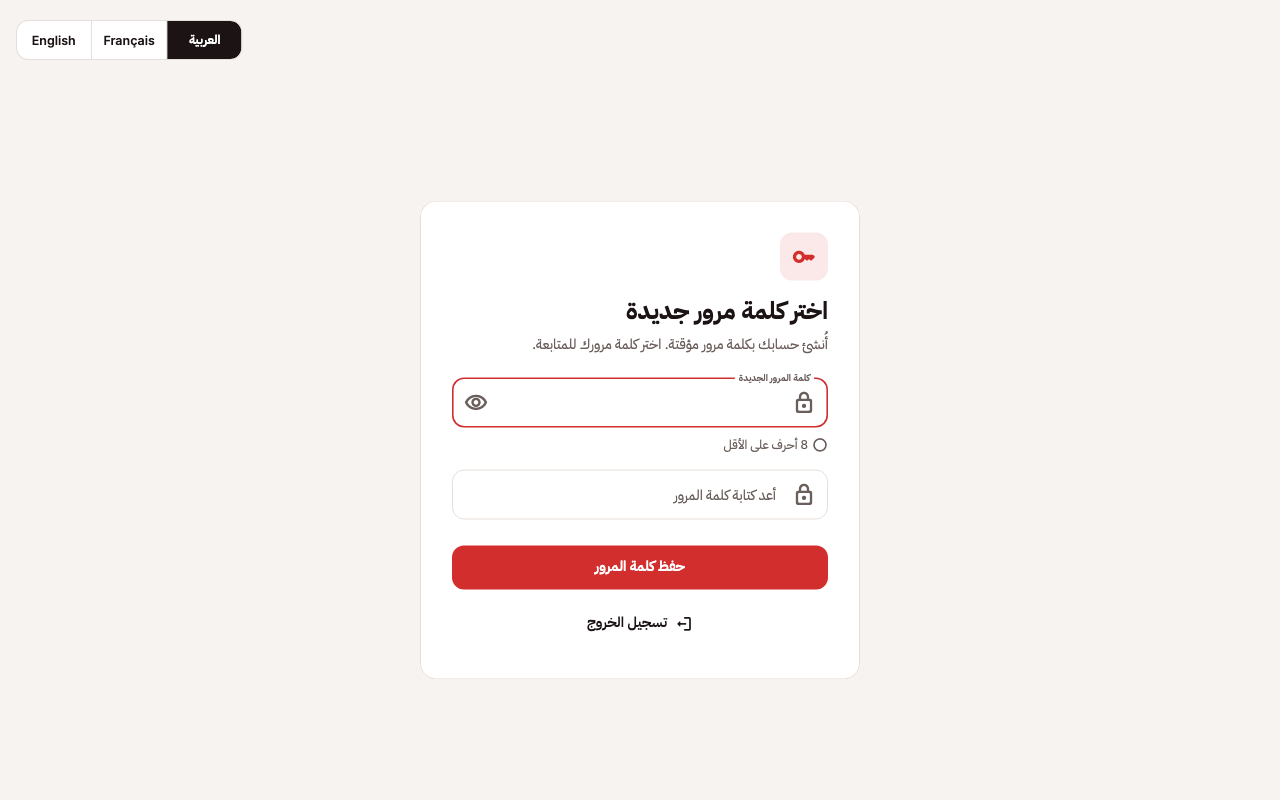 English Français العربية
اختر كلمة مرور جديدة
أُنشئ حسابك بكلمة مرور مؤقتة. اختر كلمة مرورك للمتابعة.
كلمة المرور الجديدة
8 أحرف على الأقل
أعد كتابة كلمة المرور
حفظ كلمة المرور
تسجيل الخروج